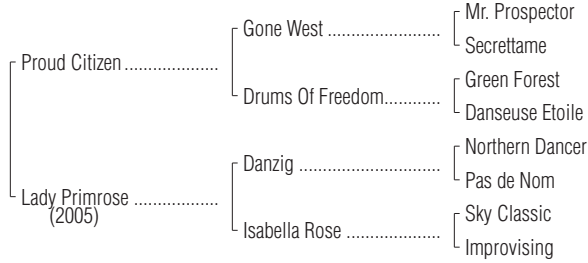 Mr. Prospector
Gone West
Secrettame
Proud Citizen
Green Forest
Drums Of Freedom
Danseuse Etoile
Northern Dancer
Danzig
Pas de Nom
Lady Primrose
(2005)
Sky Classic
Isabella Rose
Improvising